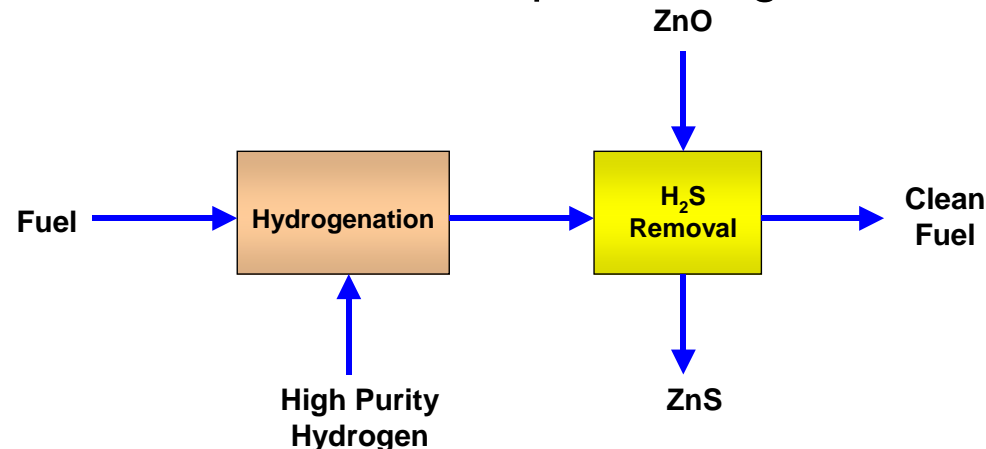 ZnO
Fuel
Hydrogenation
H₂S
Removal
Clean
Fuel
High Purity
Hydrogen
ZnS